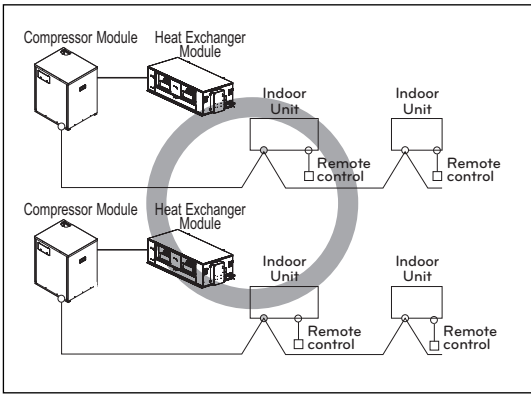 Compressor Module
Heat Exchanger
Module
Indoor
Unit
Indoor
Unit
Remote
control
Remote
control
Compressor Module
Heat Exchanger
Module
Indoor
Unit
Indoor
Unit
Remote
control
Remote
control